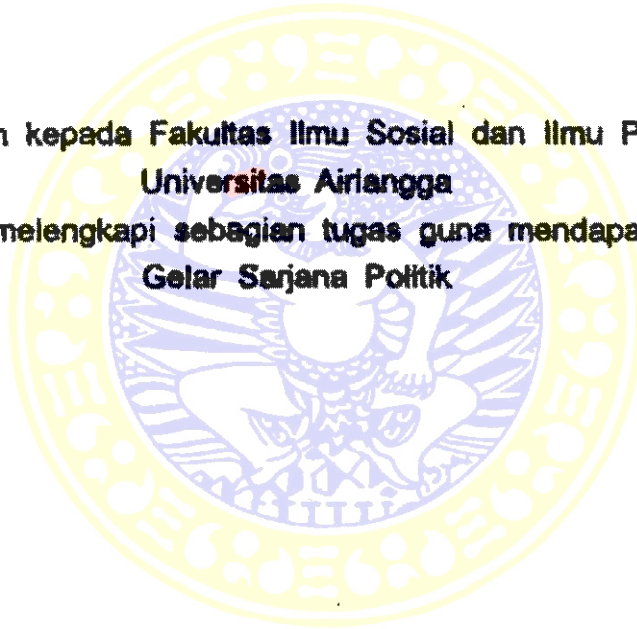 kepada Fakultas Ilmu Sosial dan Ilmu
Universitas Airlangga
melengkapi sebagian tugas guna
Gelar Sarjana Politik